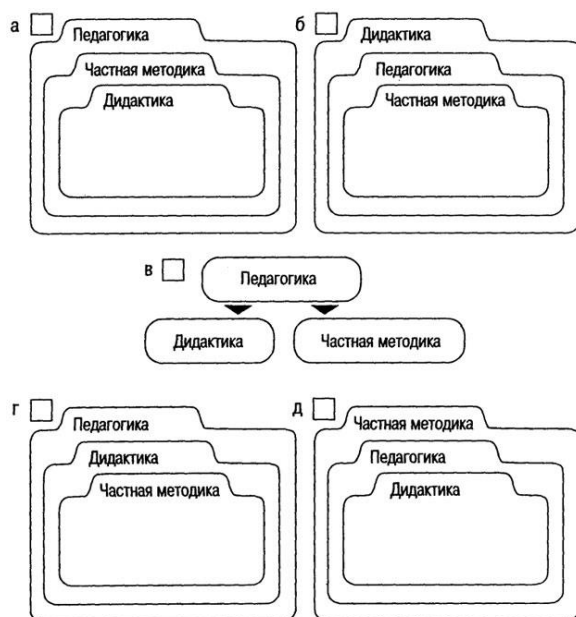 а
Педагогика
Частная методика
Дидактика
б
Дидактика
Педагогика
Частная методика
в
Педагогика
Дидактика
Частная методика
г
Педагогика
Дидактика
Частная методика
д
Частная методика
Педагогика
Дидактика